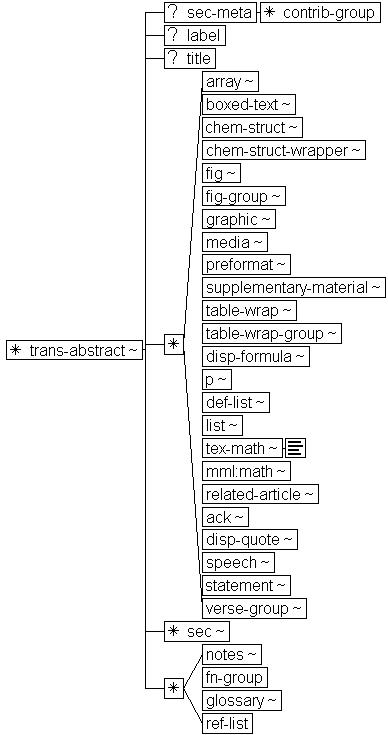 ? sec-meta * contrib-group
? label
? title
array ~
boxed-text ~
chem-struct ~
chem-struct-wrapper ~
fig ~
fig-group ~
graphic ~
media ~
preformat ~
supplementary-material ~
table-wrap ~
table-wrap-group ~
* trans-abstract ~ *
disp-formula ~
p ~
def-list ~
list ~
tex-math ~
mml:math ~
related-article ~
ack ~
disp-quote ~
speech ~
statement ~
verse-group ~
* sec ~
notes ~
fn-group
*
glossary ~
ref-list